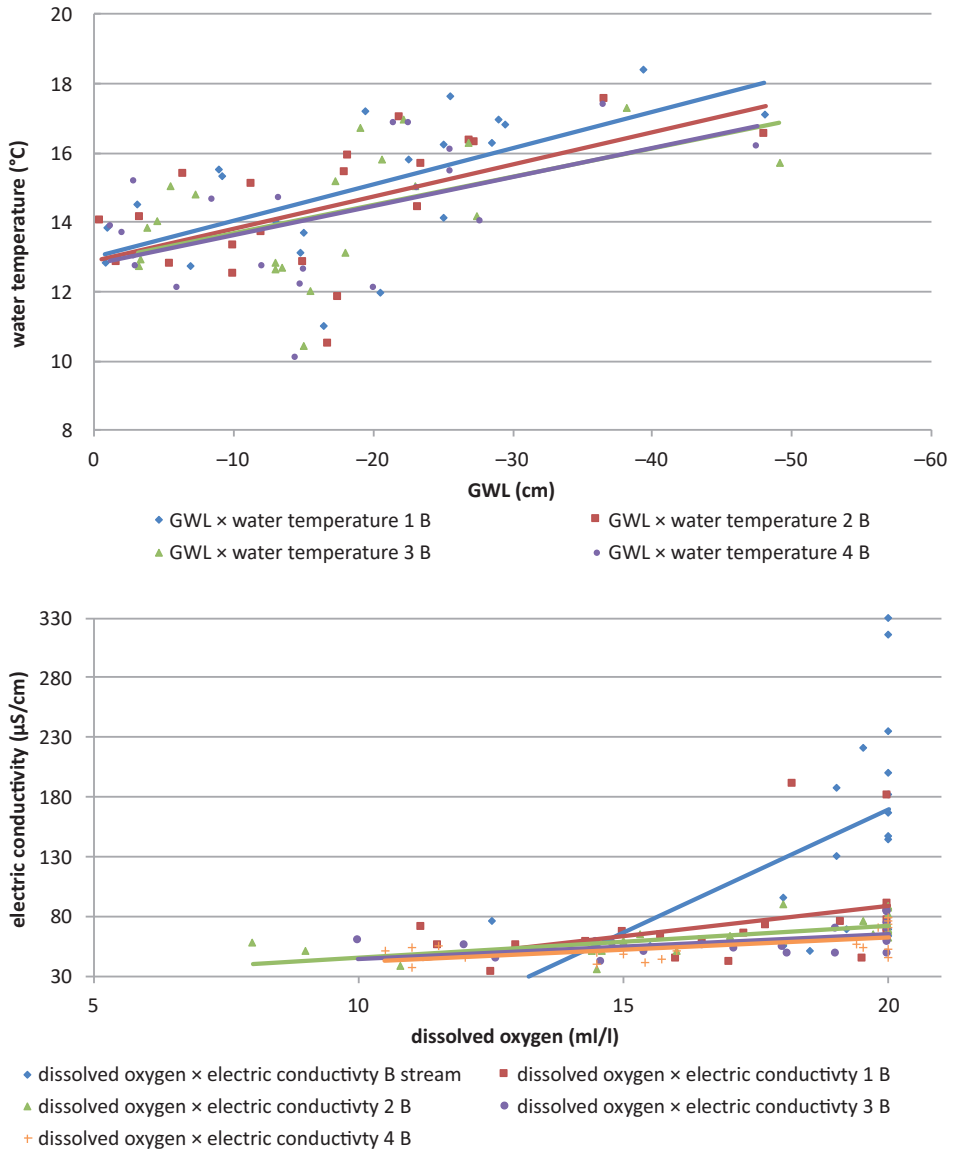 20
18
16
14
12
10
8
water temperature (°C)
0 –10 –20 –30 –40 –50 –60
GWL (cm)
GWL × water temperature 1 B GWL × water temperature 2 B
GWL × water temperature 3 B GWL × water temperature 4 B
330
280
230
180
130
80
30
electric conductivity (µS/cm)
5 10 15 20
dissolved oxygen (ml/l)
dissolved oxygen × electric conductivty B stream dissolved oxygen × electric conductivty 1 B
dissolved oxygen × electric conductivty 2 B dissolved oxygen × electric conductivty 3 B
dissolved oxygen × electric conductivty 4 B